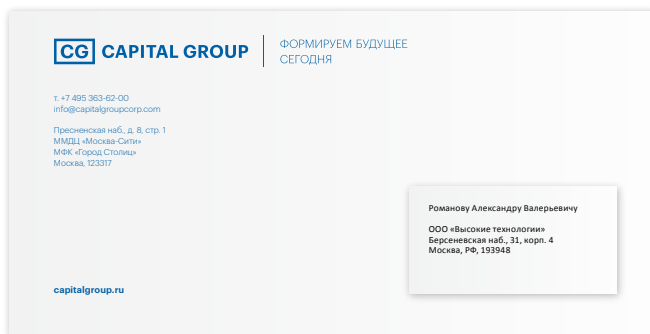 CG CAPITAL GROUP
ФОРМИРУЕМ БУДУЩЕЕ
СЕГОДНЯ
т. +7 495 363-62-00
info@capitalgroupcorp.com
Пресненская наб., д. 8, стр. 1
ММДЦ «Москва-Сити»
МФК «Город Столиц»
Москва, 123317
Романову Александру Валерьевичу
ООО «Высокие технологии»
Берсеневская наб., 31, корп. 4
Москва, РФ, 193948
capitalgroup.ru